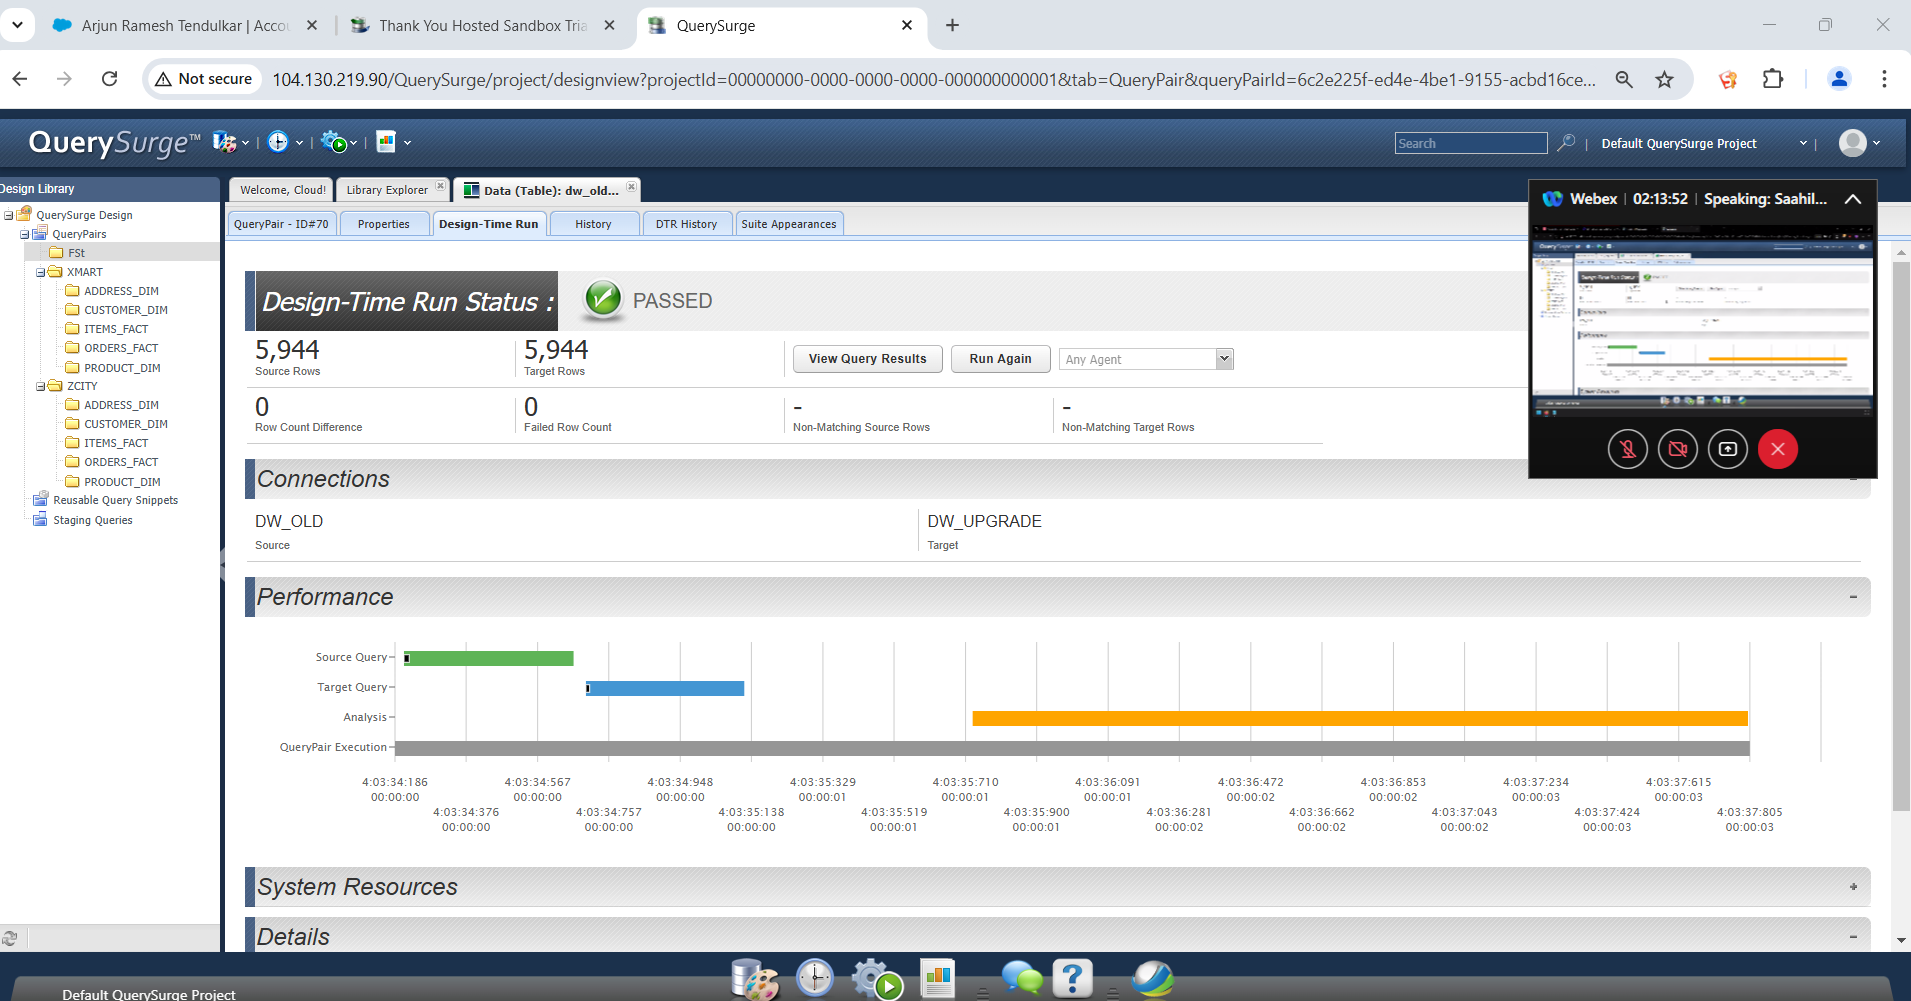 Arjun Ramesh Tendulkar | Accou
Thank You Hosted Sandbox Tria
QuerySurge
Not secure
104.130.219.90/QuerySurge/project/designview?projectId=00000000-0000-0000-0000-000000000001&tab=QueryPair&queryPairId=6c2e225f-ed4e-4be1-9155-acbd16ce...
QuerySurge™
Search
Default QuerySurge Project
Design Library
Welcome, Cloud!
Library Explorer
Data (Table): dw_old...
QuerySurge Design
QueryPairs
FSt
XMART
ADDRESS_DIM
CUSTOMER_DIM
ITEMS_FACT
ORDERS_FACT
PRODUCT_DIM
ZCITY
ADDRESS_DIM
CUSTOMER_DIM
ITEMS_FACT
ORDERS_FACT
PRODUCT_DIM
Reusable Query Snippets
Staging Queries
QueryPair - ID#70
Properties
Design-Time Run
History
DTR History
Suite Appearances
Webex | 02:13:52 | Speaking: Saahil...
Design-Time Run Status :
PASSED
5,944
Source Rows
5,944
Target Rows
View Query Results
Run Again
Any Agent
0
Row Count Difference
0
Failed Row Count
-
Non-Matching Source Rows
-
Non-Matching Target Rows
Connections
DW_OLD
Source
DW_UPGRADE
Target
Performance
Source Query
Target Query
Analysis
QueryPair Execution
4:03:34:186 4:03:34:567 4:03:34:948 4:03:35:329 4:03:35:710 4:03:36:091 4:03:36:472 4:03:36:853 4:03:37:234 4:03:37:615
00:00:00 00:00:00 00:00:00 00:00:01 00:00:01 00:00:01 00:00:02 00:00:02 00:00:03 00:00:03
4:03:34:376 4:03:34:757 4:03:35:138 4:03:35:519 4:03:35:900 4:03:36:281 4:03:36:662 4:03:37:043 4:03:37:424 4:03:37:805
00:00:00 00:00:00 00:00:00 00:00:01 00:00:01 00:00:02 00:00:02 00:00:02 00:00:03 00:00:03
System Resources
Details
Default QuerySurge Project